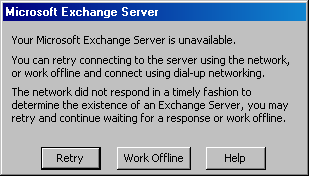 Microsoft Exchange Server
Your Microsoft Exchange Server is unavailable.
You can retry connecting to the server using the network,
or work offline and connect using dial-up networking.
The network did not respond in a timely fashion to
determine the existence of an Exchange Server, you may
retry and continue waiting for a response or work offline.
Retry
Work Offline
Help